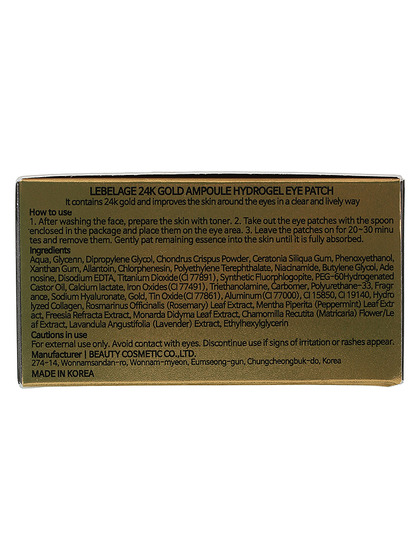 LEBELAGE 24K GOLD AMPOULE HYDROGEL EYE PATCH
It contains 24k gold and improves the skin around the eyes in a clear and lively way
How to use
1. After washing the face, prepare the skin with toner. 2. Take out the eye patches with the spoon
enclosed in the package and place them on the eye area. 3. Leave the patches on for 20~30 minu
tes and remove them. Gently pat remaining essence into the skin until it is fully absorbed.
Ingredients
Aqua, Glycerin, Dipropylene Glycol, Chondrus Crispus Powder, Ceratonia Siliqua Gum, Phenoxyethanol,
Xanthan Gum, Allantoin, Chlorphenesin, Polyethylene Terephthalate, Niacinamide, Butylene Glycol, Ade
nosine, Disodium EDTA, Titanium Dioxide(CI 77891), Synthetic Fluorphlogopite, PEG-60Hydrogenated
Castor Oil, Calcium lactate, Iron Oxides(CI 77491), Triethanolamine, Carbomer, Polyurethane-33, Fragr
ance, Sodium Hyaluronate, Gold, Tin Oxide(CI 77861), Aluminum(CI 77000), CI 15850, CI 19140, Hydro
lyzed Collagen, Rosmarinus Officinalis (Rosemary) Leaf Extract, Mentha Piperita (Peppermint) Leaf Extr
act, Freesia Refracta Extract, Monarda Didyma Leaf Extract, Chamomilla Recutita (Matricaria) Flower/Le
af Extract, Lavandula Angustifolia (Lavender) Extract, Ethylhexylglycerin
Cautions in use
For external use only. Avoid contact with eyes. Discontinue use if signs of irritation or rashes appear.
Manufacturer | BEAUTY COSMETIC CO.,LTD.
274-14, Wonnamsandan-ro, Wonnam-myeon, Eumseong-gun, Chungcheongbuk-do, Korea
MADE IN KOREA